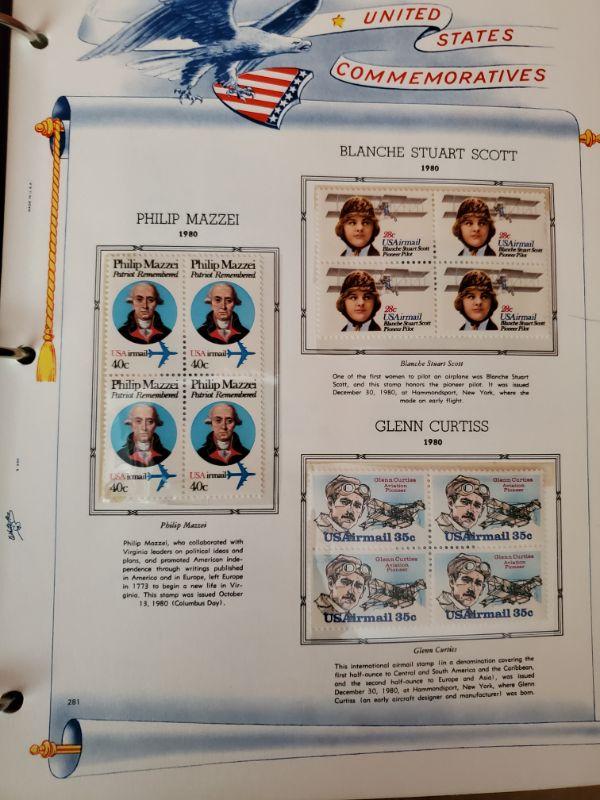 UNITED
STATES
COMMEMORATIVES
BLANCHE STUART SCOTT
1980
28c
USAirmail
Blanche Stuart Scott
Pioneer Pilot
28c
USAirmail
Blanche Stuart Scott
Pioneer Pilot
28c
USAirmail
Blanche Stuart Scott
Pioneer Pilot
28c
USAirmail
Blanche Stuart Scott
Pioneer Pilot
Blanche Stuart Scott
One of the first women to pilot an airplane was Blanche Stuart
Scott, and this stamp honors the pioneer pilot. It was issued
December 30, 1980, at Hammondsport, New York, where she
made an early flight.
PHILIP MAZZEI
1980
Philip Mazzei
Patriot Remembered
USAirmail
40c
Philip Mazzei
Patriot Remembered
USAirmail
40c
Philip Mazzei
Patriot Remembered
USAirmail
40c
Philip Mazzei
Patriot Remembered
USAirmail
40c
Philip Mazzei
Philip Mazzei, who collaborated with
Virginia leaders on political ideas and
plans, and promoted American inde-
pendence through writings published
in America and in Europe, left Europe
in 1773 to begin a new life in Vir-
ginia. This stamp was issued October
13, 1980 (Columbus Day).
GLENN CURTISS
1980
Glenn Curtiss
Aviation
Pioneer
USAirmail 35c
Glenn Curtiss
Aviation
Pioneer
USAirmail 35c
Glenn Curtiss
Aviation
Pioneer
USAirmail 35c
Glenn Curtiss
Aviation
Pioneer
USAirmail 35c
Glenn Curtiss
This international airmail stamp (in a denomination covering the
first half-ounce to Central and South America and the Caribbean,
and the second half-ounce to Europe and Asia), was issued
December 30, 1980, at Hammondsport, New York, where Glenn
Curtiss (an early aircraft designer and manufacturer) was born.
MADE IN U.S.A.
281